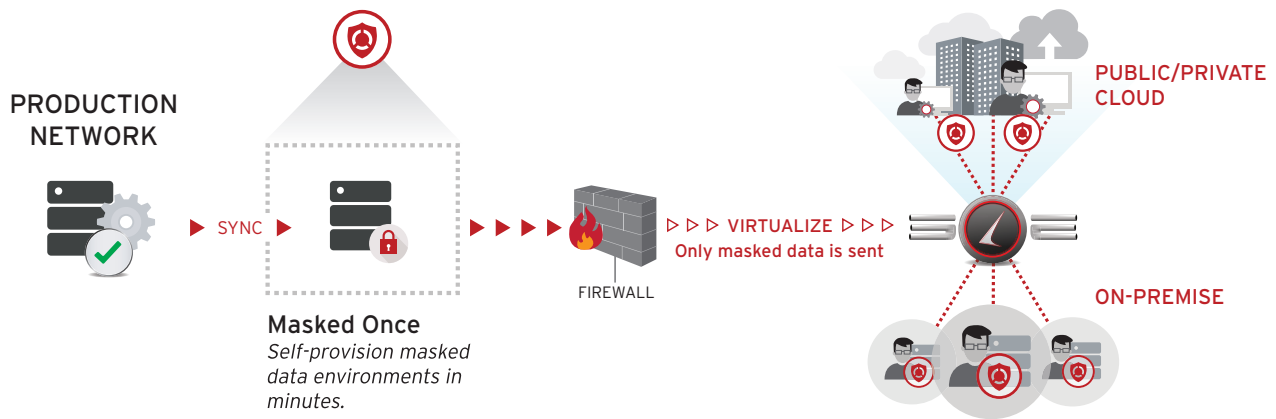 PRODUCTION
NETWORK
SYNC
Masked Once
Self-provision masked
data environments in
minutes.
FIREWALL
VIRTUALIZE
Only masked data is sent
PUBLIC/PRIVATE
CLOUD
ON-PREMISE